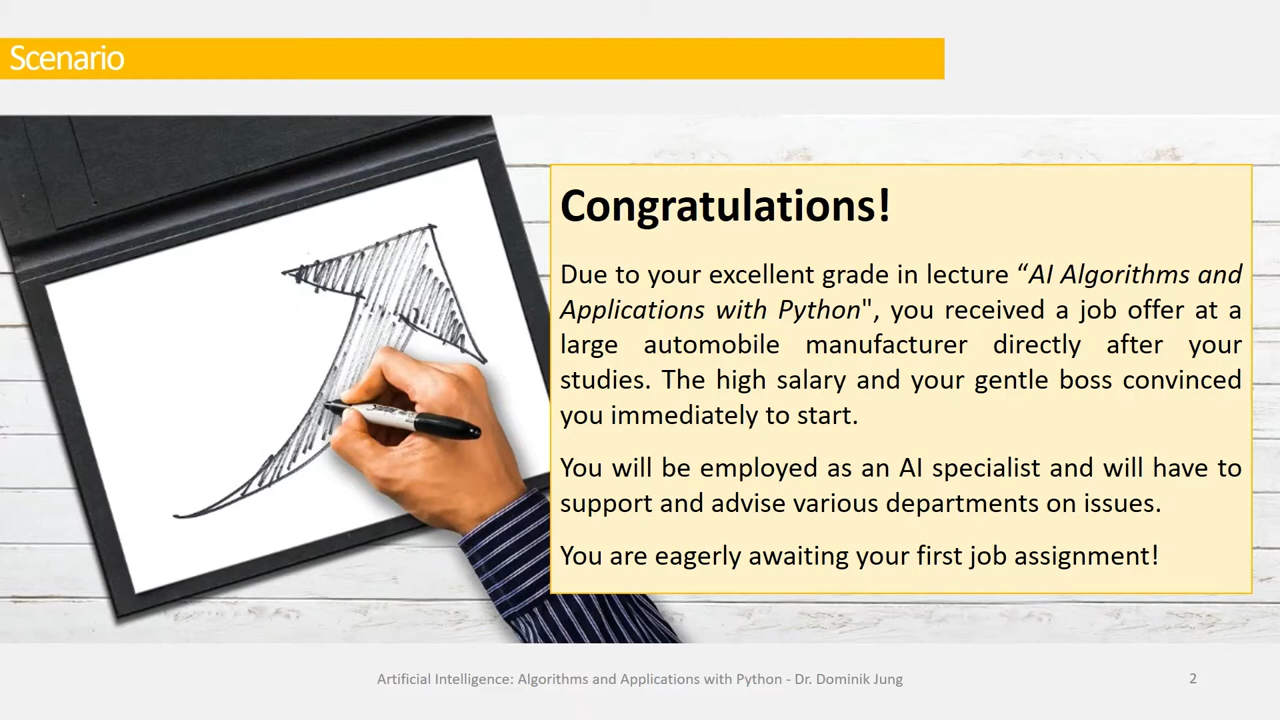 Scenario
Congratulations!
Due to your excellent grade in lecture “AI Algorithms and
Applications with Python", you received a job offer at a
large automobile manufacturer directly after your
studies. The high salary and your gentle boss convinced
you immediately to start.
You will be employed as an AI specialist and will have to
support and advise various departments on issues.
You are eagerly awaiting your first job assignment!
Artificial Intelligence: Algorithms and Applications with Python - Dr. Dominik Jung
2